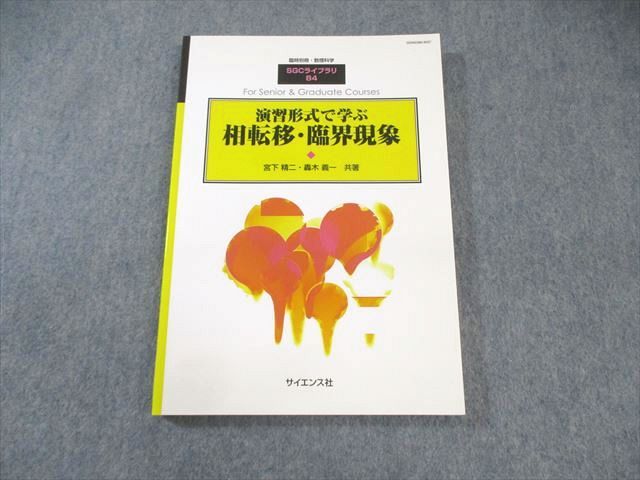 臨時別冊・数理科学
SGCライブラリ
84
For Senior & Graduate Courses
演習形式で学ぶ
相転移・臨界現象
宮下 精二・轟木 義一 共著
サイエンス社